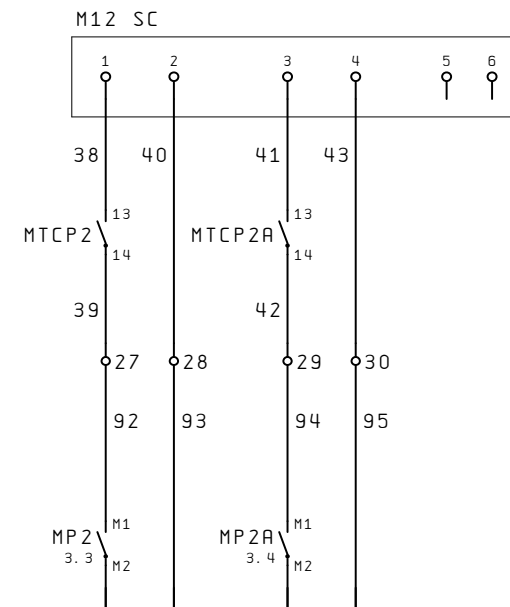 M12 SC
1 2 3 4 5 6
38 40 41 43
13 13
MTCP2 MTCP2A
14 14
39 42
27 28 29 30
92 93 94 95
M1 M1
MP2 MP2A
3.3 3.4
M2 M2